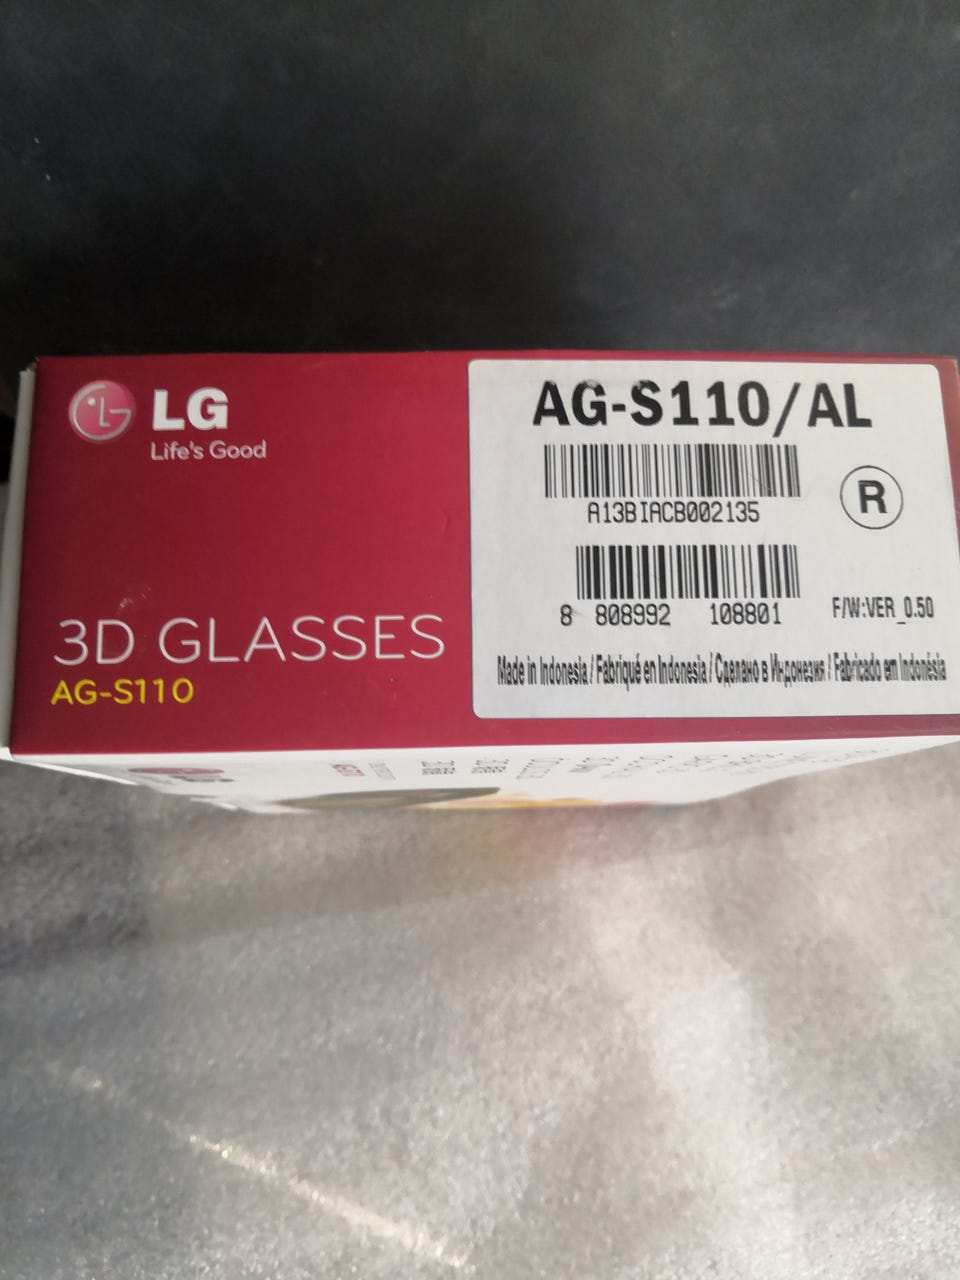 LG
Life's Good
3D GLASSES
AG-S110
AG-S110/AL
A13BIACB002135
R
8 808992 108801
F/W:VER_0.50
Made in Indonesia / Fabriqué en Indonesia / Сделано в Индонезия / Fabricado em Indonésia